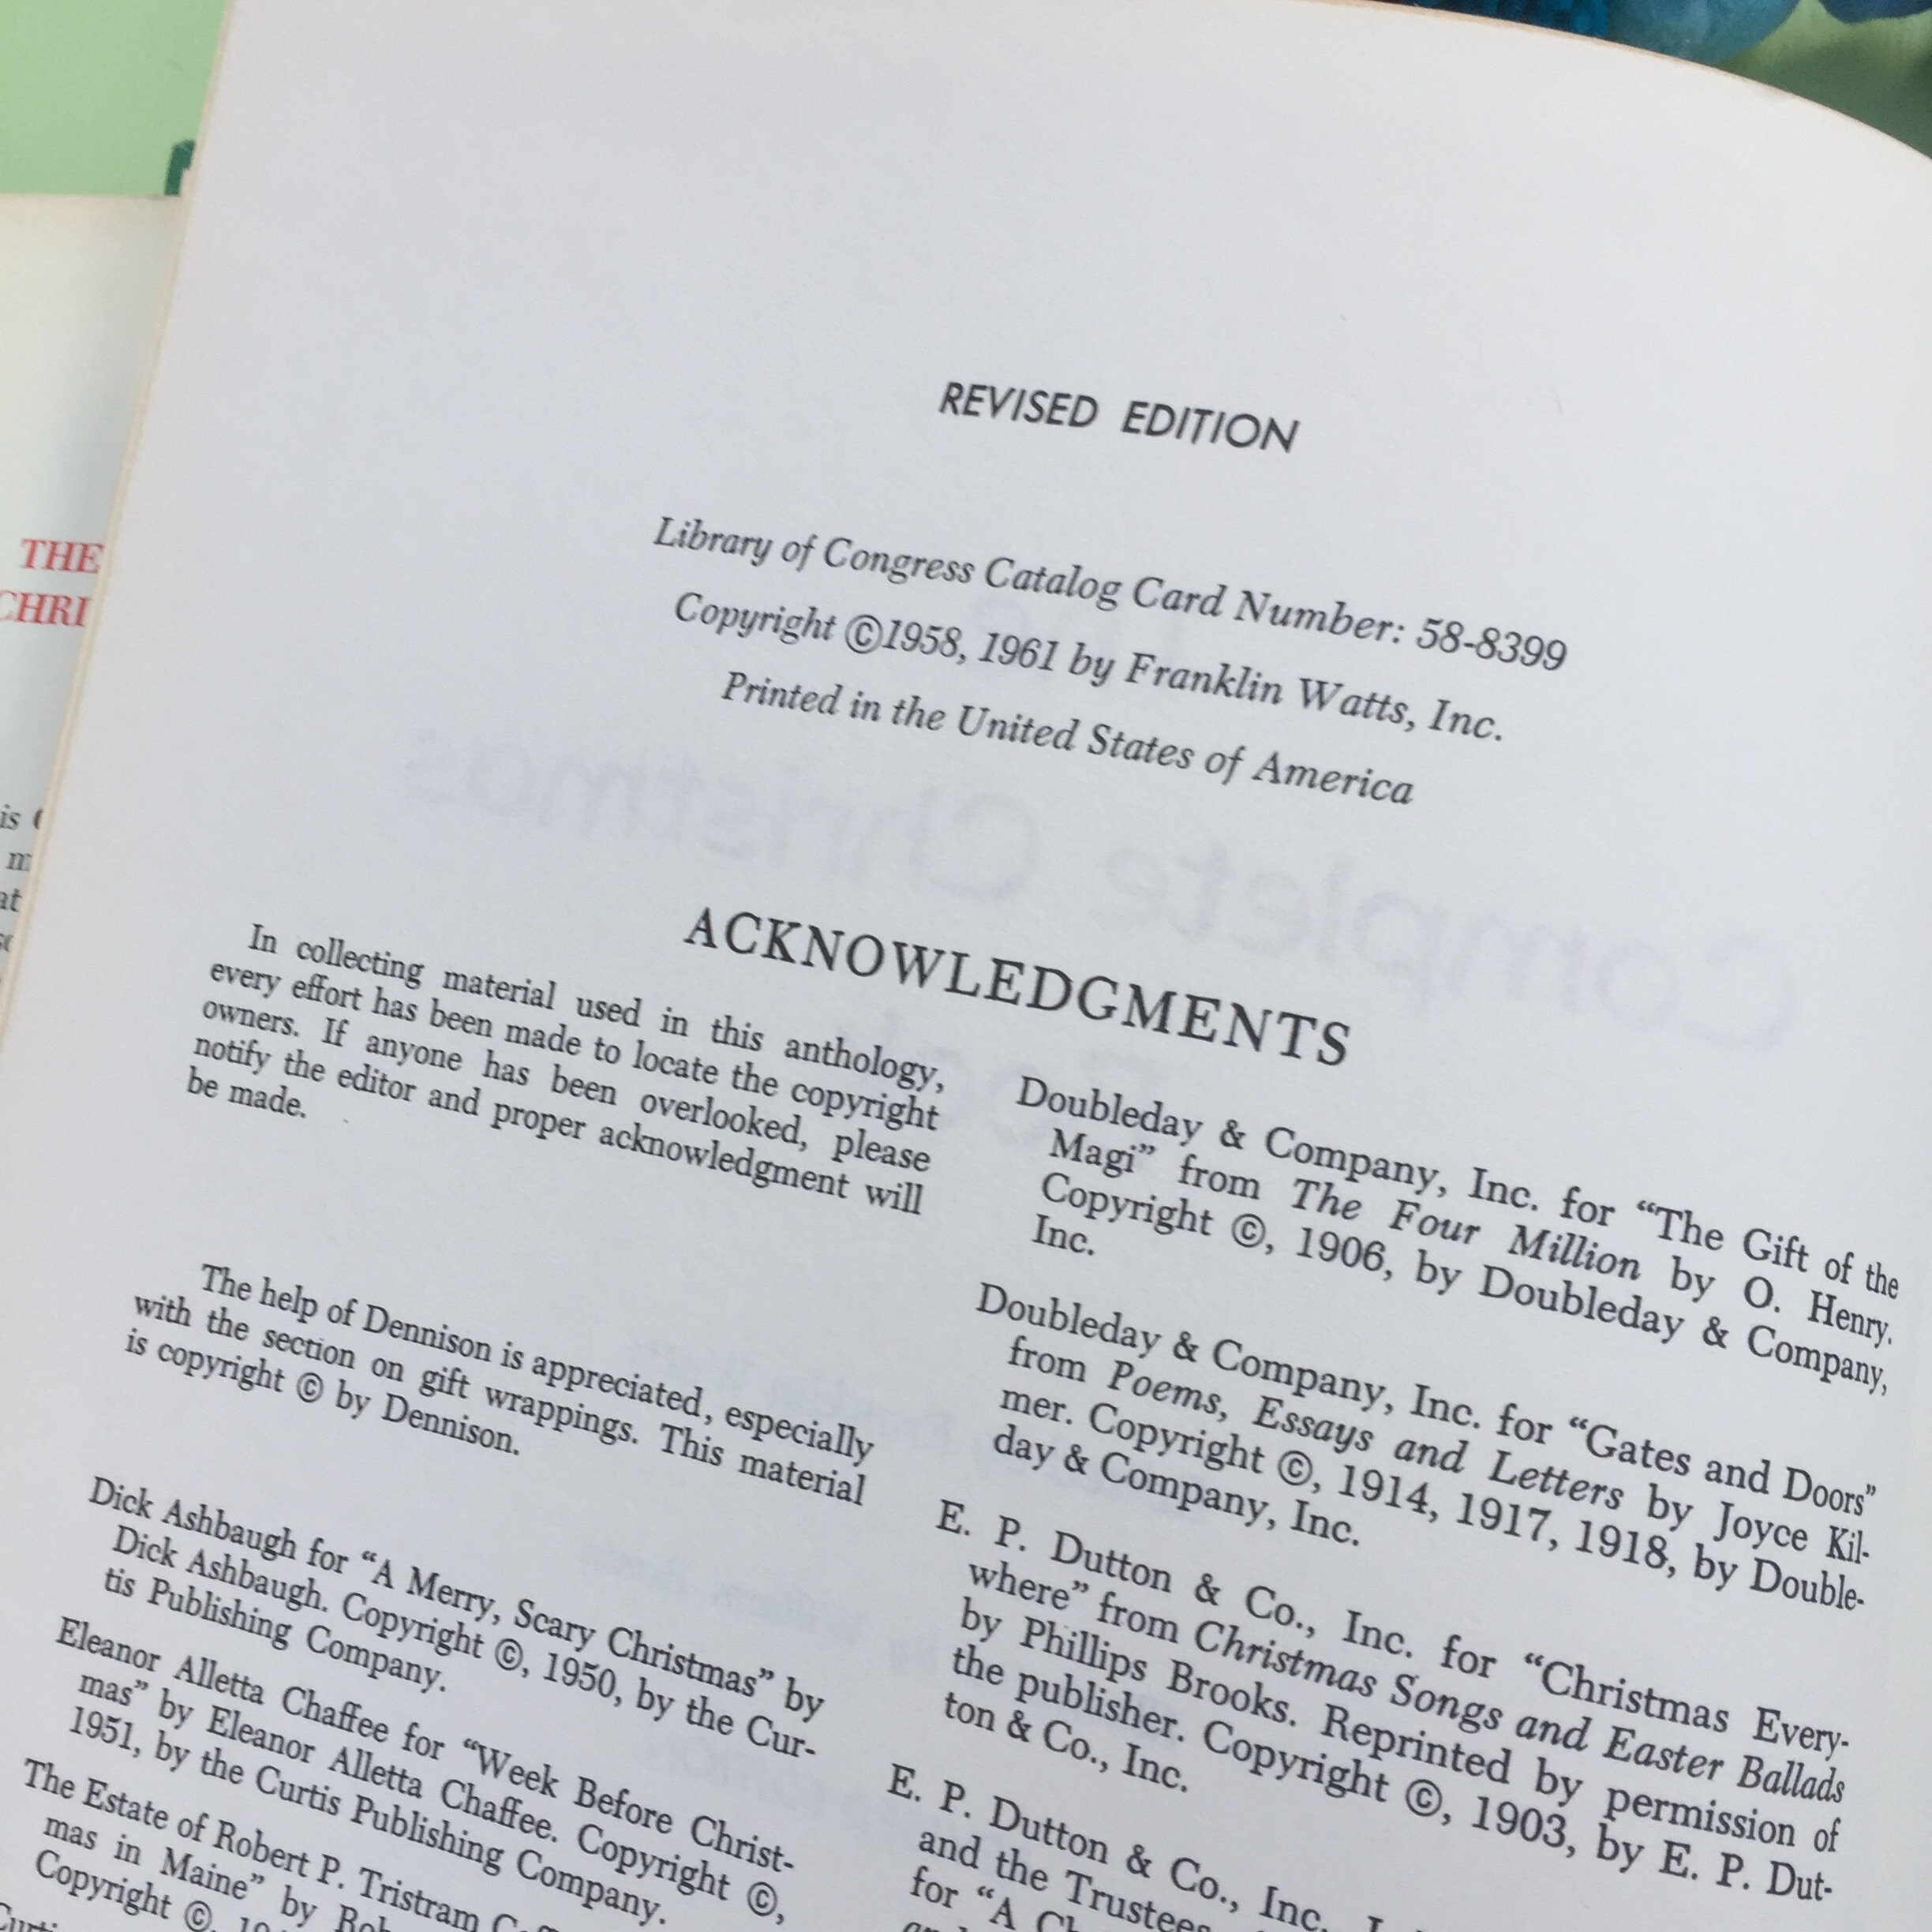 REVISED EDITION
Library of Congress Catalog Card Number: 58-8399
Copyright ©1958, 1961 by Franklin Watts, Inc.
Printed in the United States of America
ACKNOWLEDGMENTS
In collecting material used in this anthology,
every effort has been made to locate the copyright
owners. If anyone has been overlooked, please
notify the editor and proper acknowledgment will
be made.
The help of Dennison is appreciated, especially
with the section on gift wrappings. This material
is copyright © by Dennison.
Dick Ashbaugh for “A Merry, Scary Christmas” by
Dick Ashbaugh. Copyright ©, 1950, by the Cur-
tis Publishing Company.
Eleanor Alletta Chaffee for “Week Before Christ-
mas” by Eleanor Alletta Chaffee. Copyright ©,
1951, by the Curtis Publishing Company.
The Estate of Robert P. Tristram
mas in Maine” by
Copyright ©,
Doubleday & Company, Inc. for “The Gift of the
Magi” from The Four Million by O. Henry.
Copyright ©, 1906, by Doubleday & Company,
Inc.
Doubleday & Company, Inc. for “Gates and Doors”
from Poems, Essays and Letters by Joyce Kil-
mer. Copyright ©, 1914, 1917, 1918, by Double-
day & Company, Inc.
E. P. Dutton & Co., Inc. for “Christmas Every-
where” from Christmas Songs and Easter Ballads
by Phillips Brooks. Reprinted by permission of
the publisher. Copyright ©, 1903, by E. P. Dut-
ton & Co., Inc.
E. P. Dutton & Co., Inc.
and the Trustees
for “A
THE
CHRI
is
m
at